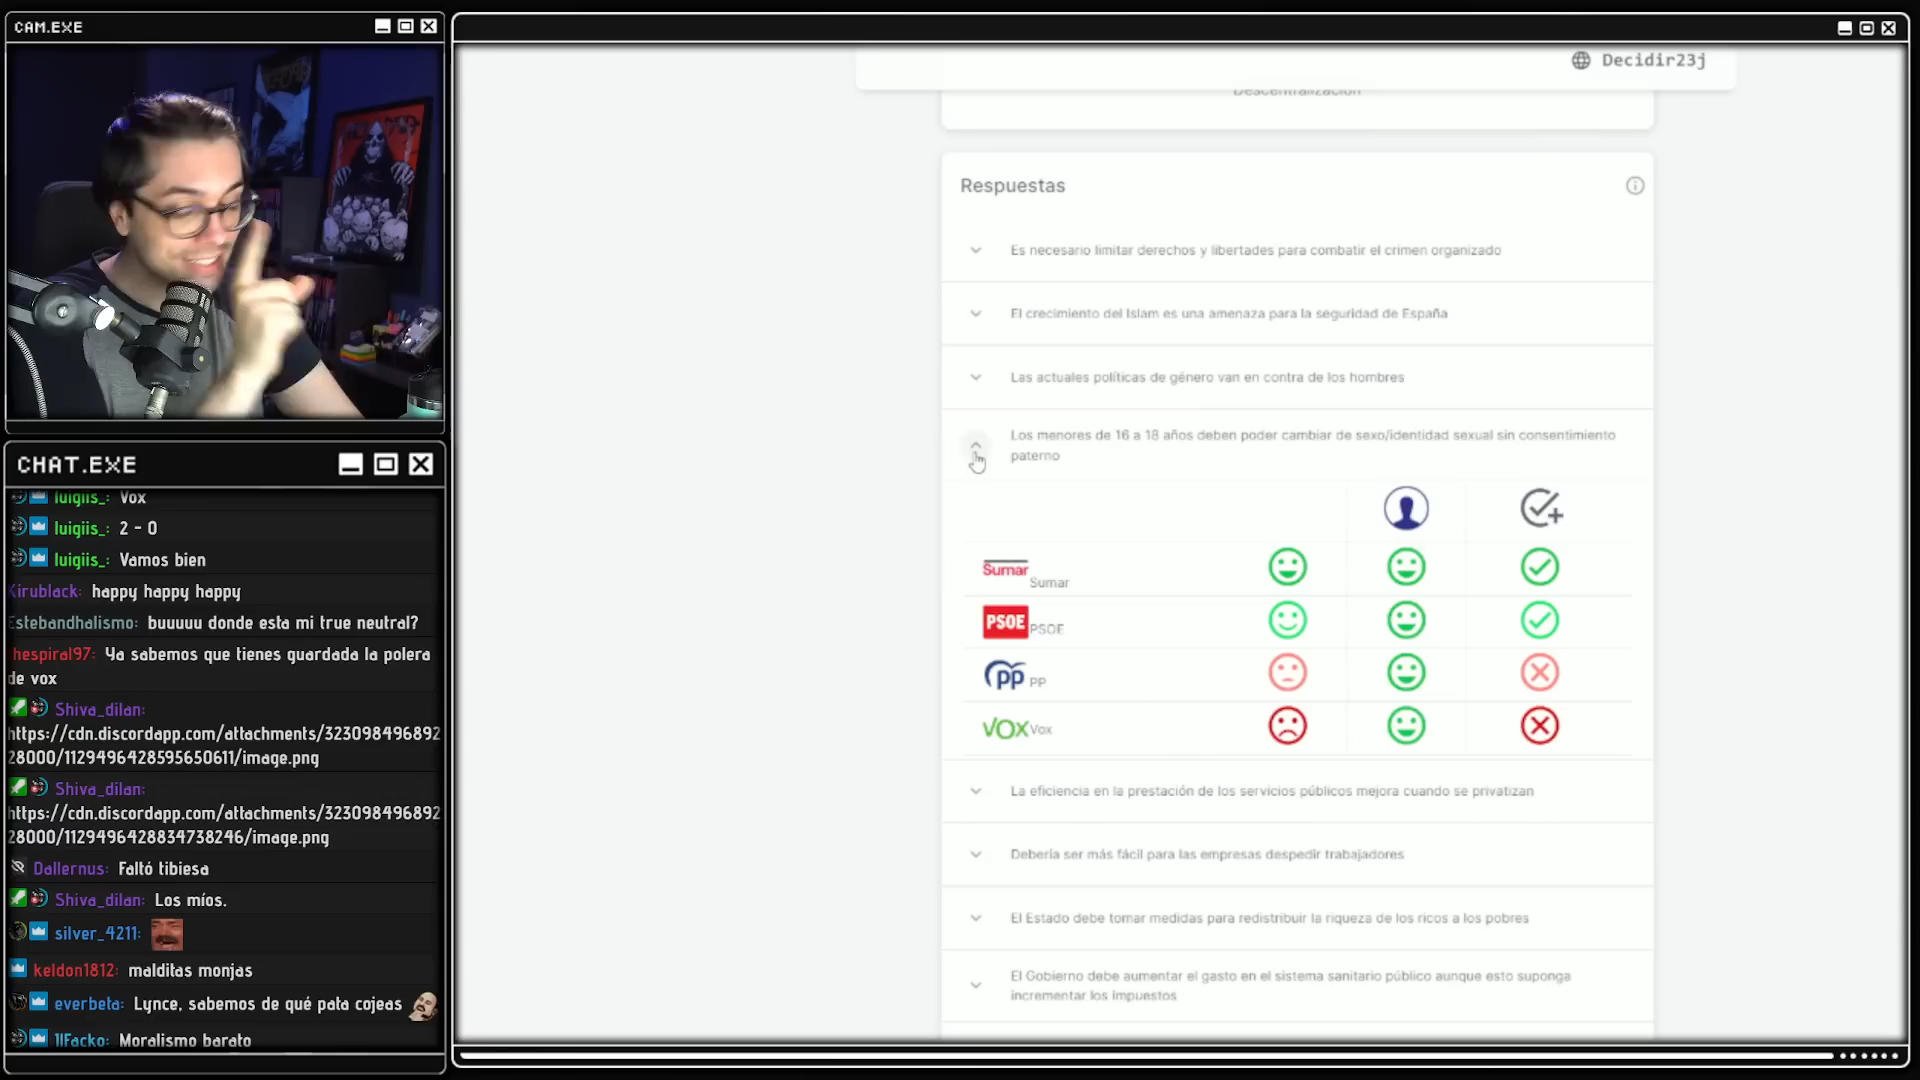 CAM.EXE
CHAT.EXE
luigiis_: Vox
luigiis_: 2 - 0
luigiis_: Vamos bien
Kirublack: happy happy happy
Estebandhalismo: buuuuu donde esta mi true neutral?
hespiral97: Ya sabemos que tienes guardada la polera
de vox
Shiva_dilan:
https://cdn.discordapp.com/attachments/323098496892
28000/1129496428595650611/image.png
Shiva_dilan:
https://cdn.discordapp.com/attachments/323098496892
28000/1129496428834738246/image.png
Dallernus: Faltó tibiesa
Shiva_dilan: Los míos.
silver_4211:
keldon1812: malditas monjas
everbeta: Lynce, sabemos de qué pata cojeas
11Facko: Moralismo barato
Decidir23j
Descentralización
Respuestas
Es necesario limitar derechos y libertades para combatir el crimen organizado
El crecimiento del Islam es una amenaza para la seguridad de España
Las actuales políticas de género van en contra de los hombres
Los menores de 16 a 18 años deben poder cambiar de sexo/identidad sexual sin consentimiento
paterno
Sumar Sumar
PSOE PSOE
pp PP
VOX Vox
La eficiencia en la prestación de los servicios públicos mejora cuando se privatizan
Debería ser más fácil para las empresas despedir trabajadores
El Estado debe tomar medidas para redistribuir la riqueza de los ricos a los pobres
El Gobierno debe aumentar el gasto en el sistema sanitario público aunque esto suponga
incrementar los impuestos